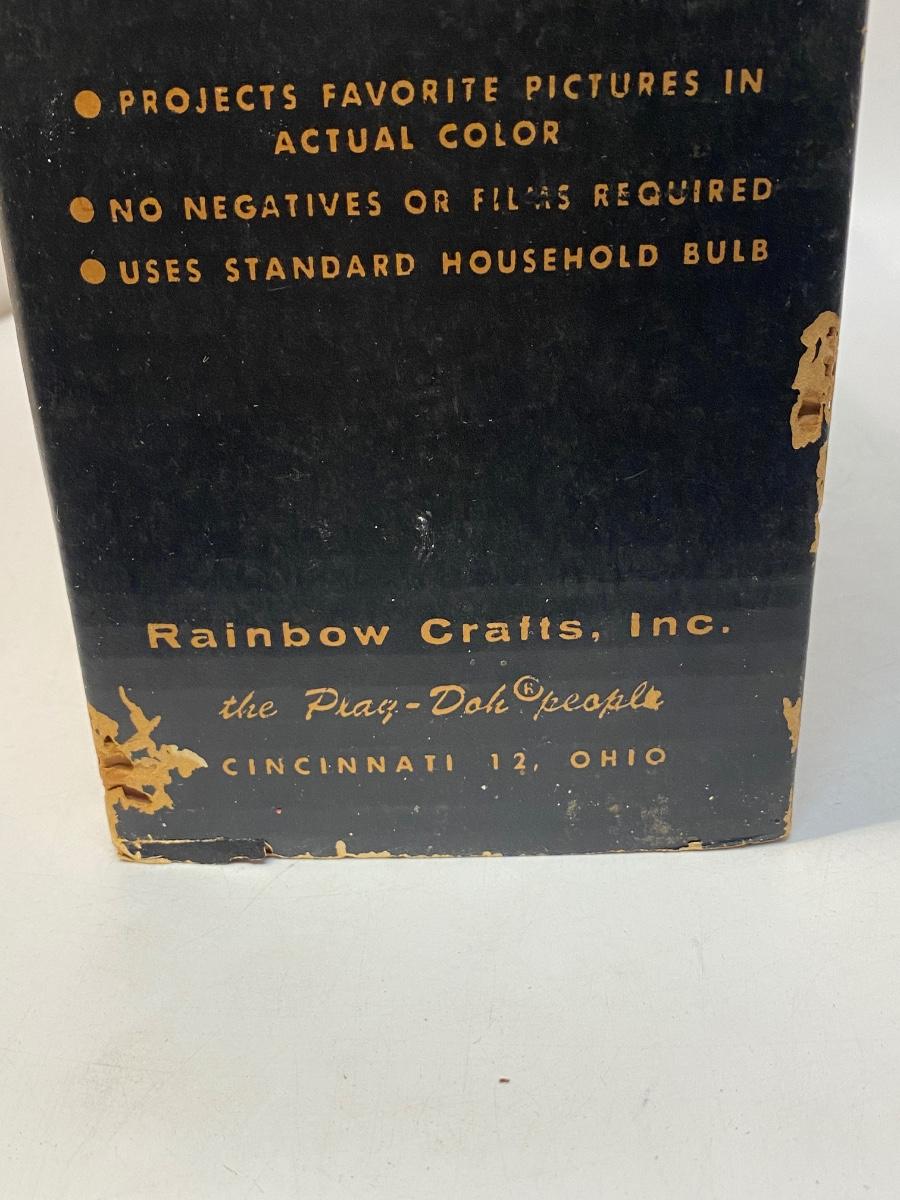 ● PROJECTS FAVORITE PICTURES IN
ACTUAL COLOR
● NO NEGATIVES OR FILMS REQUIRED
● USES STANDARD HOUSEHOLD BULB
Rainbow Crafts, Inc.
the Play-Doh® people
CINCINNATI 12, OHIO